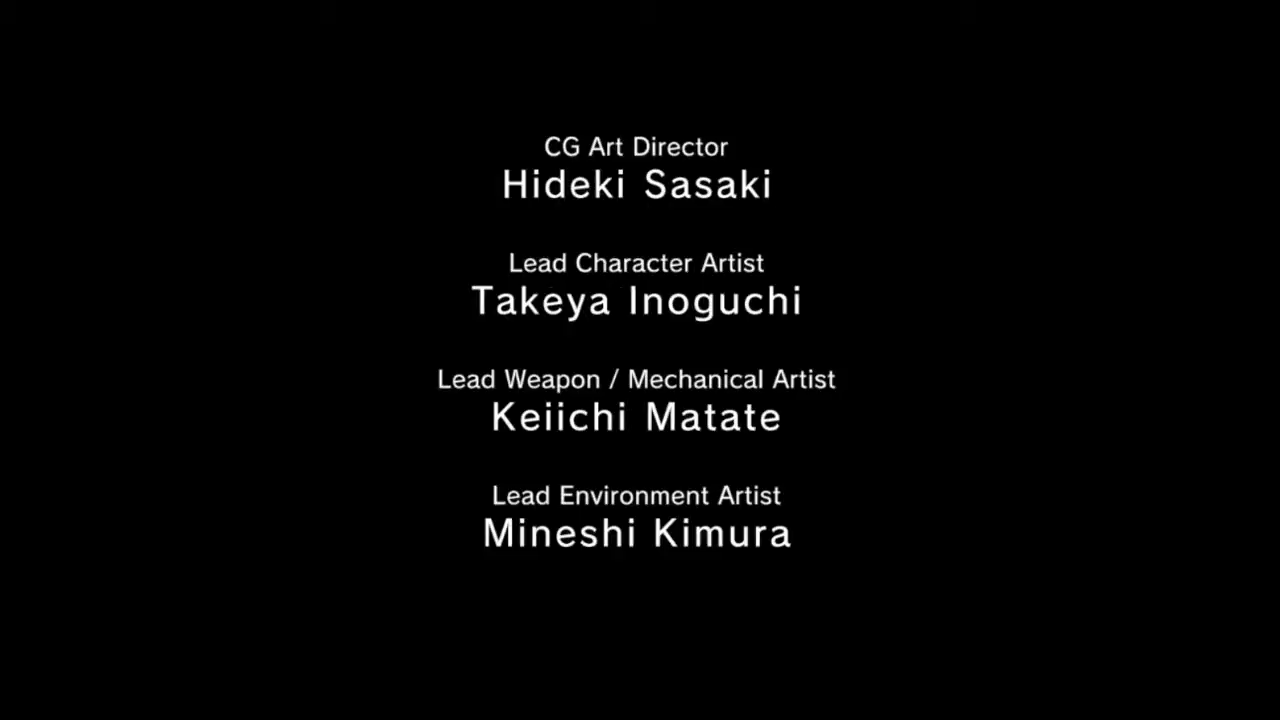 CG Art Director
Hideki Sasaki
Lead Character Artist
Takeya Inoguchi
Lead Weapon / Mechanical Artist
Keiichi Matate
Lead Environment Artist
Mineshi Kimura